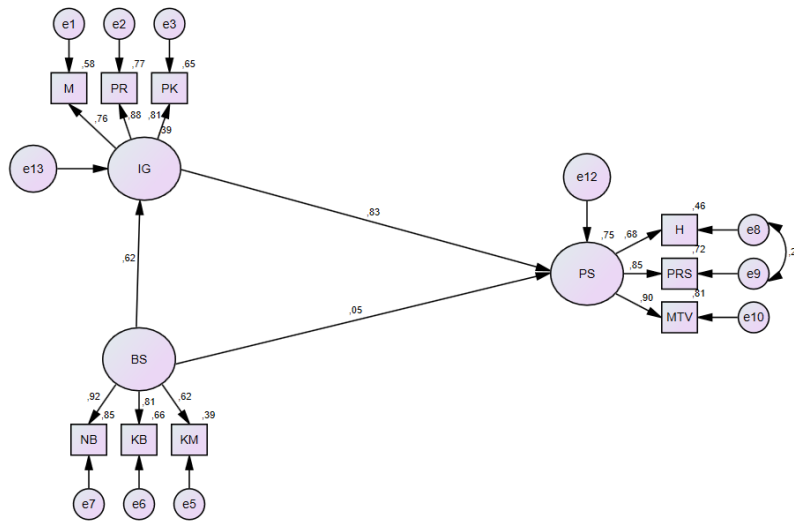 e1 e2 e3
,58 ,77 ,65
M PR PK
,76 ,88 ,81
,39
e13 IG
e12
,83
,46
,75 ,68 H e8
,72
,62 PS ,85 PRS e9
,81
,90 MTV e10
,05
BS
,92 ,81 ,62
,85 ,66 ,39
NB KB KM
e7 e6 e5